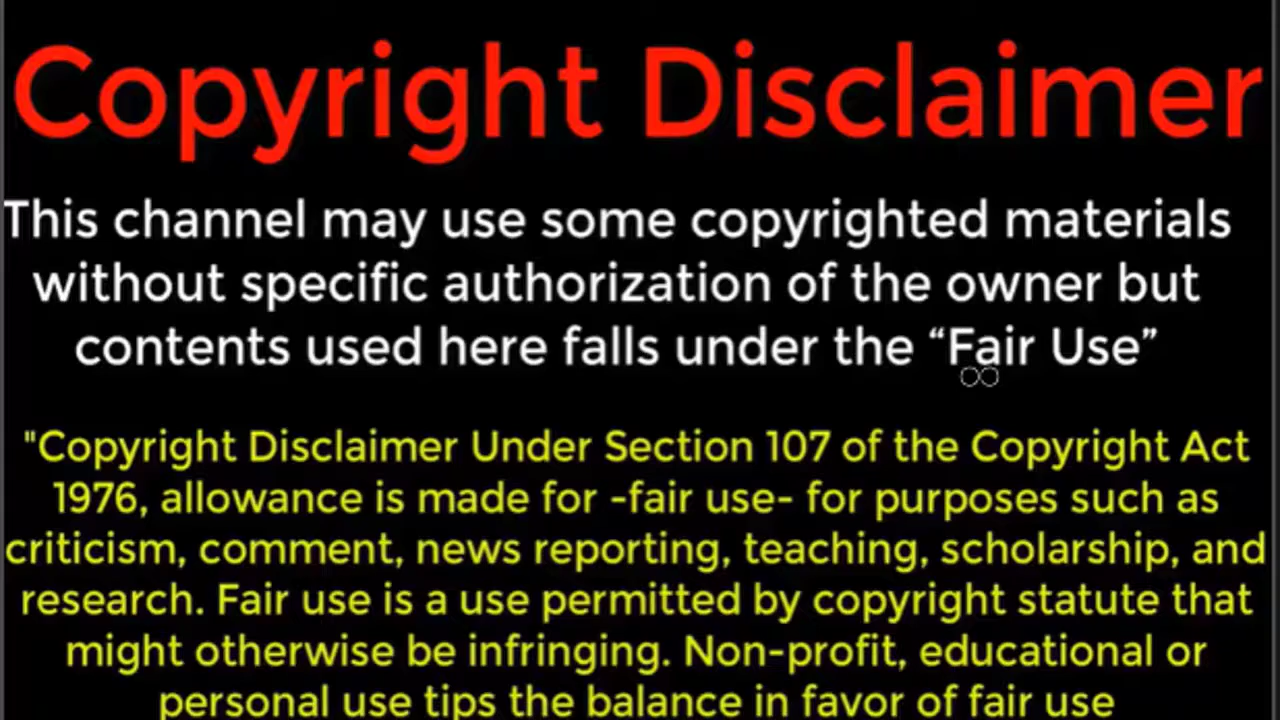 Copyright Disclaimer
This channel may use some copyrighted materials
without specific authorization of the owner but
contents used here falls under the “Fair Use”
"Copyright Disclaimer Under Section 107 of the Copyright Act
1976, allowance is made for -fair use- for purposes such as
criticism, comment, news reporting, teaching, scholarship, and
research. Fair use is a use permitted by copyright statute that
might otherwise be infringing. Non-profit, educational or
personal use tips the balance in favor of fair use